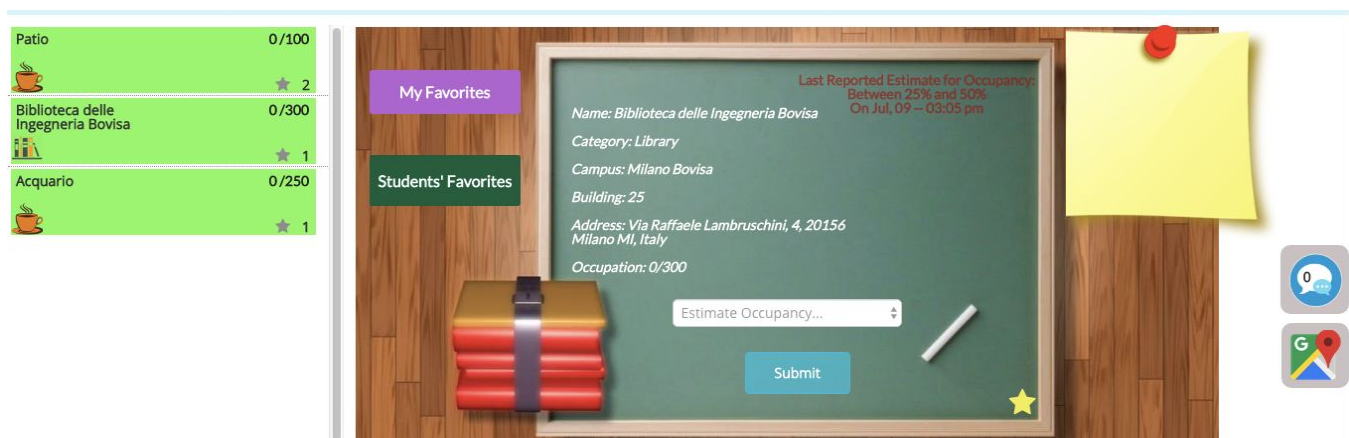 Patio 0/100
2
Biblioteca delle 0/300
Ingegneria Bovisa
1
Acquario 0/250
1
My Favorites
Students' Favorites
Last Reported Estimate for Occupancy:
Between 25% and 50%
On Jul, 09 -- 03:05 pm
Name: Biblioteca delle Ingegneria Bovisa
Category: Library
Campus: Milano Bovisa
Building: 25
Address: Via Raffaele Lambruschini, 4, 20156
Milano MI, Italy
Occupation: 0/300
Estimate Occupancy...
Submit
0
G